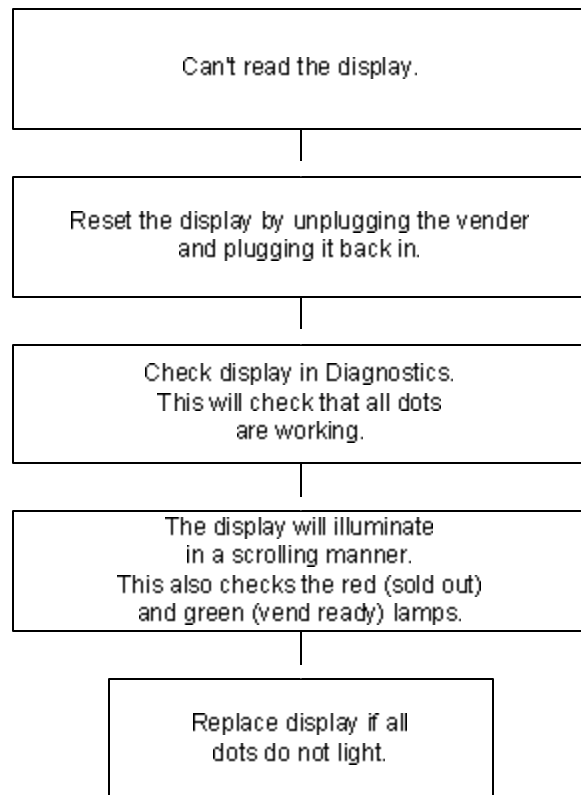 Can't read the display.
Reset the display by unplugging the vender
and plugging it back in.
Check display in Diagnostics.
This will check that all dots
are working.
The display will illuminate
in a scrolling manner.
This also checks the red (sold out)
and green (vend ready) lamps.
Replace display if all
dots do not light.